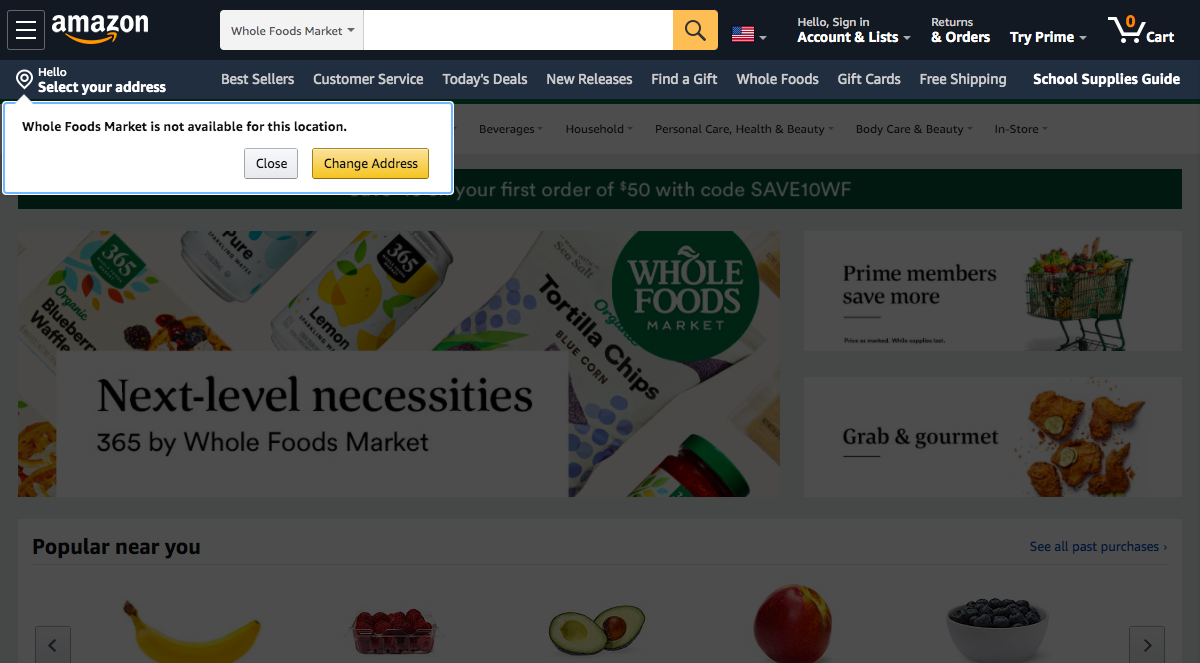 amazon
Whole Foods Market
Hello, Sign in
Account & Lists
Returns
& Orders
Try Prime
0
Cart
Hello
Select your address
Best Sellers
Customer Service
Today's Deals
New Releases
Find a Gift
Whole Foods
Gift Cards
Free Shipping
School Supplies Guide
Whole Foods Market is not available for this location.
Close
Change Address
Beverages
Household
Personal Care, Health & Beauty
Body Care & Beauty
In-Store
your first order of $50 with code SAVE10WF
365
Organic
Blueberry
Waffle
Pure
SPARKLING WATER
365
Lemon
SPARKLING WATER
Sea Salt
Organic
Tortilla Chips
BLUE CORN
WHOLE
FOODS
MARKET
Next-level necessities
365 by Whole Foods Market
Prime members
save more
Price as marked. While supplies last.
Grab & gourmet
Popular near you
See all past purchases ›